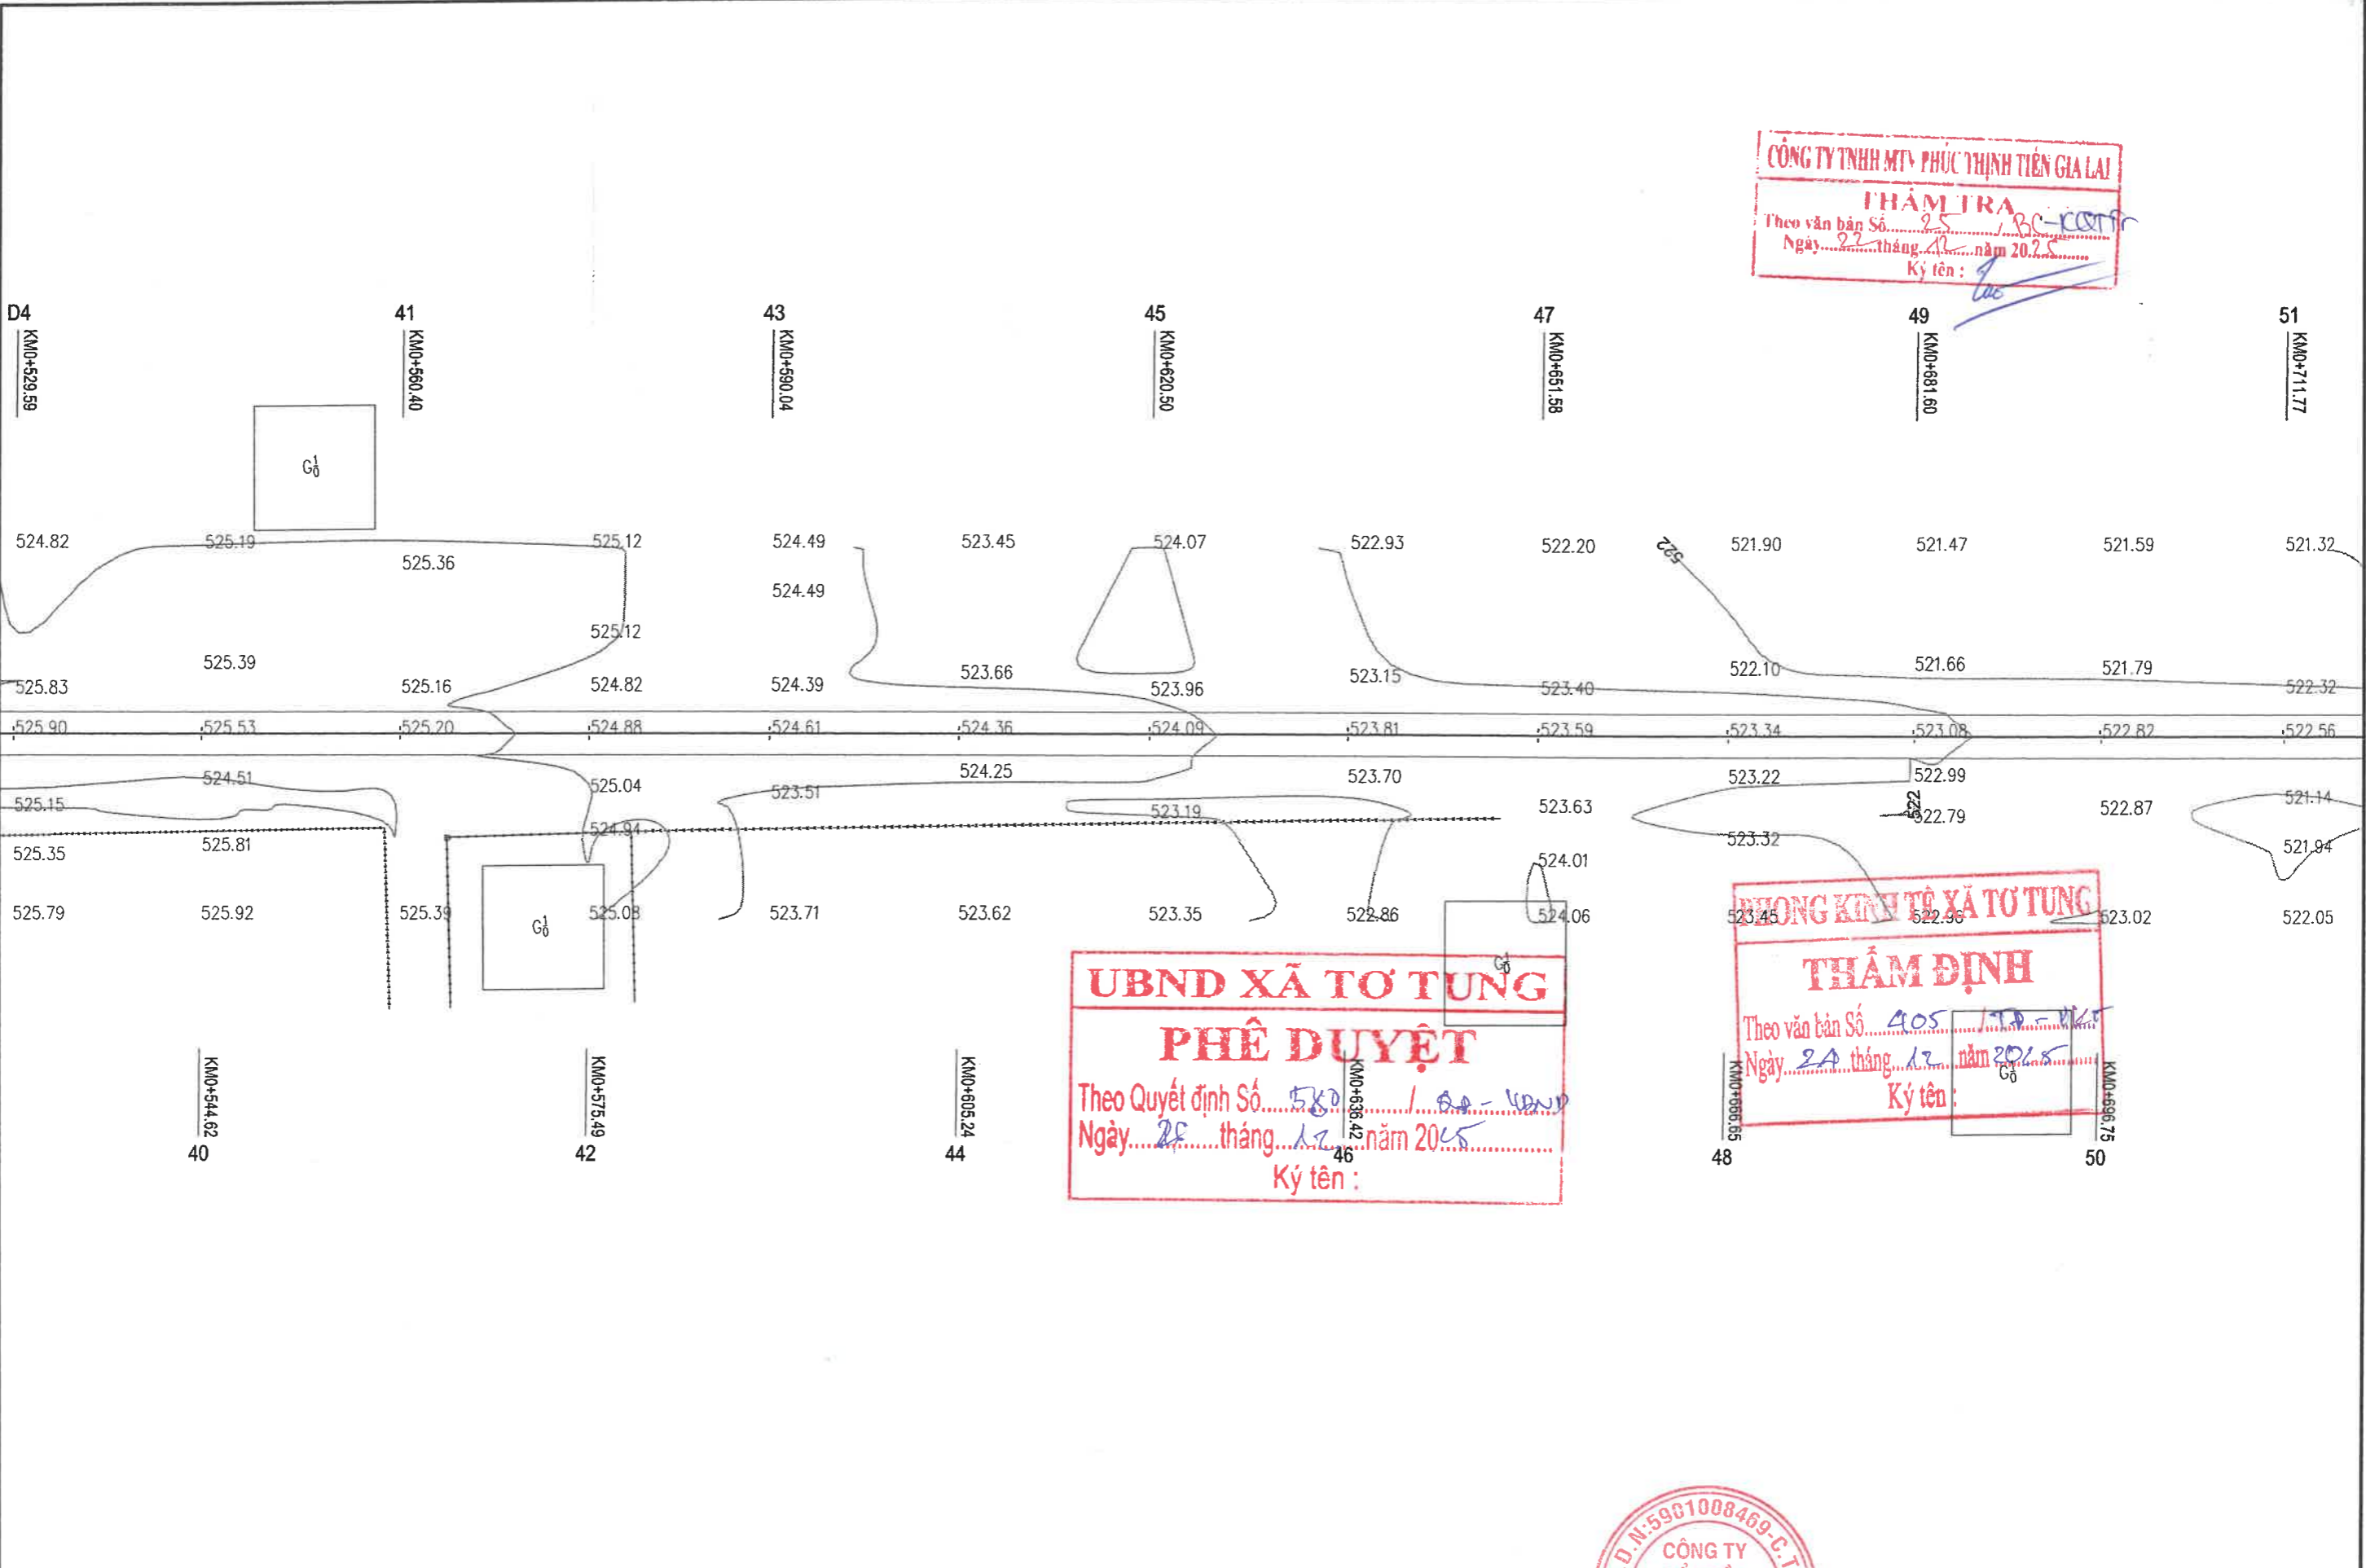 CÔNG TY TNHH MTV PHÚC THỊNH TIẾN GIA LAI
THẨM TRA
Theo văn bản Số 25 / BC-KQTTr
Ngày 22 tháng 12 năm 2025
Ký tên :
D4 41 43 45 47 49 51
KM0+529.59 KM0+560.40 KM0+590.04 KM0+620.50 KM0+651.58 KM0+681.60 KM0+711.77
524.82 525.19 525.12 524.49 523.45 524.07 522.93 522.20 522 521.90 521.47 521.59 521.32
525.36
524.49
525.12
525.39
525.83 525.16 524.82 524.39 523.66 523.96 523.15 523.40 522.10 521.66 521.79 522.32
525.90 525.53 525.20 524.88 524.61 524.36 524.09 523.81 523.59 523.34 523.08 522.82 522.56
524.51 525.04 523.51 524.25 523.70 523.22 522.99
525.15 523.19 523.63 522 522.79 522.87 521.14
524.94
525.35 525.81 524.01 523.32 521.94
525.79 525.92 525.39 525.08 523.71 523.62 523.35 522.86 524.06 523.45 522.96 523.02 522.05
PHÒNG KINH TẾ XÃ TƠ TUNG
THẨM ĐỊNH
Theo văn bản Số 405
Ngày tháng 12 năm 2025
Ký tên :
UBND XÃ TƠ TUNG
PHÊ DUYỆT
Theo Quyết định Số 580 / QĐ-UBND
Ngày tháng 12 năm 2025
Ký tên :
KM0+544.62 KM0+575.49 KM0+605.24 KM0+636.42 KM0+666.65 KM0+696.75
40 42 44 46 48 50
D.N:5901008469-C.T
CÔNG TY